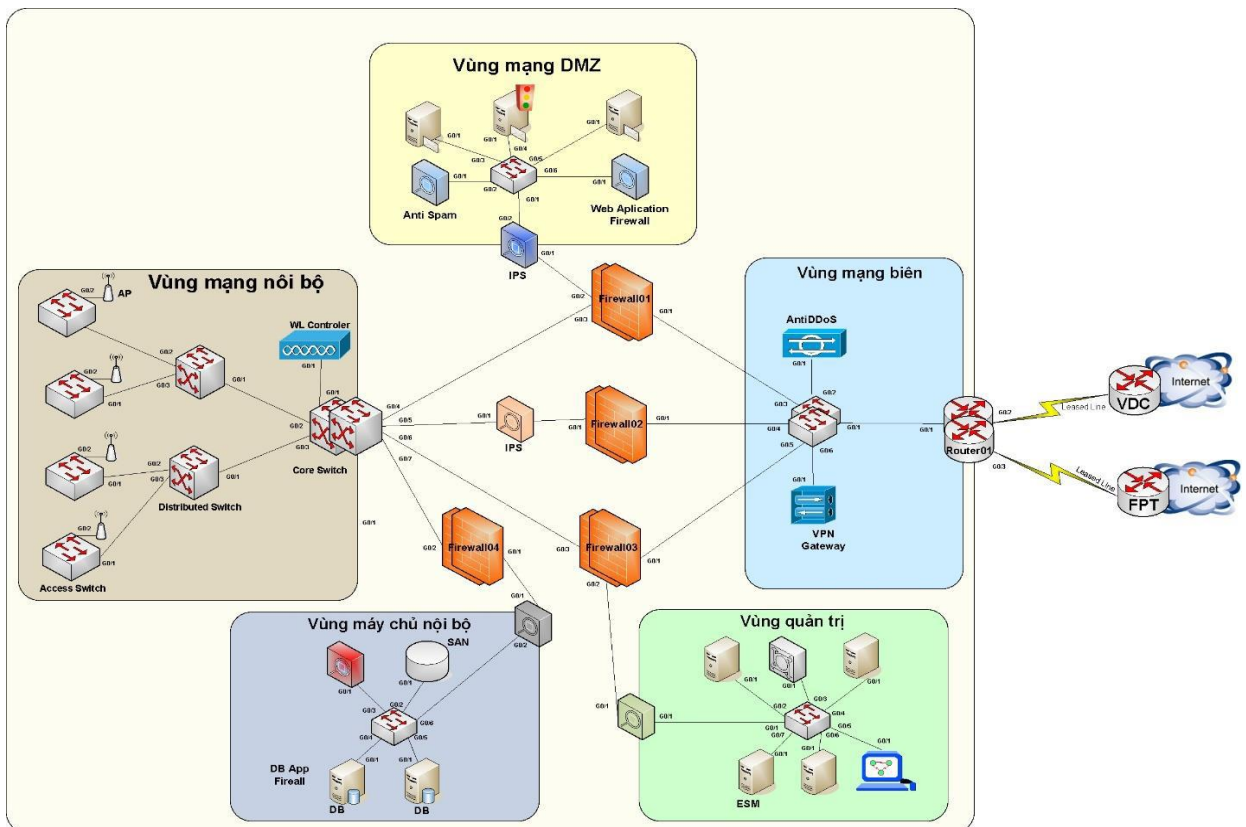 Vùng mạng DMZ
G0/1
G0/1
G0/1
G0/4
G0/3
G0/5
G0/1
G0/2
G0/6
G0/1
G0/1
Anti Spam
Web Aplication
Firewall
G0/2
IPS
G0/1
Vùng mạng nôi bộ
G0/2
AP
WL Controler
G0/1
G0/2
G0/3
G0/1
G0/2
G0/1
G0/1
G0/2
G0/3
Core Switch
G0/4
G0/5
G0/6
G0/7
G0/2
G0/1
G0/2
G0/3
G0/1
Distributed Switch
G0/2
G0/1
Access Switch
G0/1
G0/2
G0/3
Firewall01
G0/1
G0/1
IPS
G0/1
Firewall02
G0/1
G0/2
Firewall04
G0/1
G0/3
Firewall03
G0/1
G0/2
Vùng mạng biên
AntiDDoS
G0/1
G0/2
G0/3
G0/4
G0/1
G0/5
G0/6
G0/1
VPN
Gateway
G0/1
Router01
G0/2
G0/3
Leased Line
VDC
Internet
Leased Line
FPT
Internet
Vùng máy chủ nội bộ
G0/1
G0/2
SAN
G0/1
G0/1
G0/2
G0/3
G0/6
G0/4
G0/5
G0/1
G0/1
DB App
Fireall
DB
DB
Vùng quản trị
G0/1
G0/1
G0/1
G0/1
G0/1
G0/2
G0/3
G0/4
G0/1
G0/5
G0/7
G0/6
G0/1
G0/1
G0/1
ESM